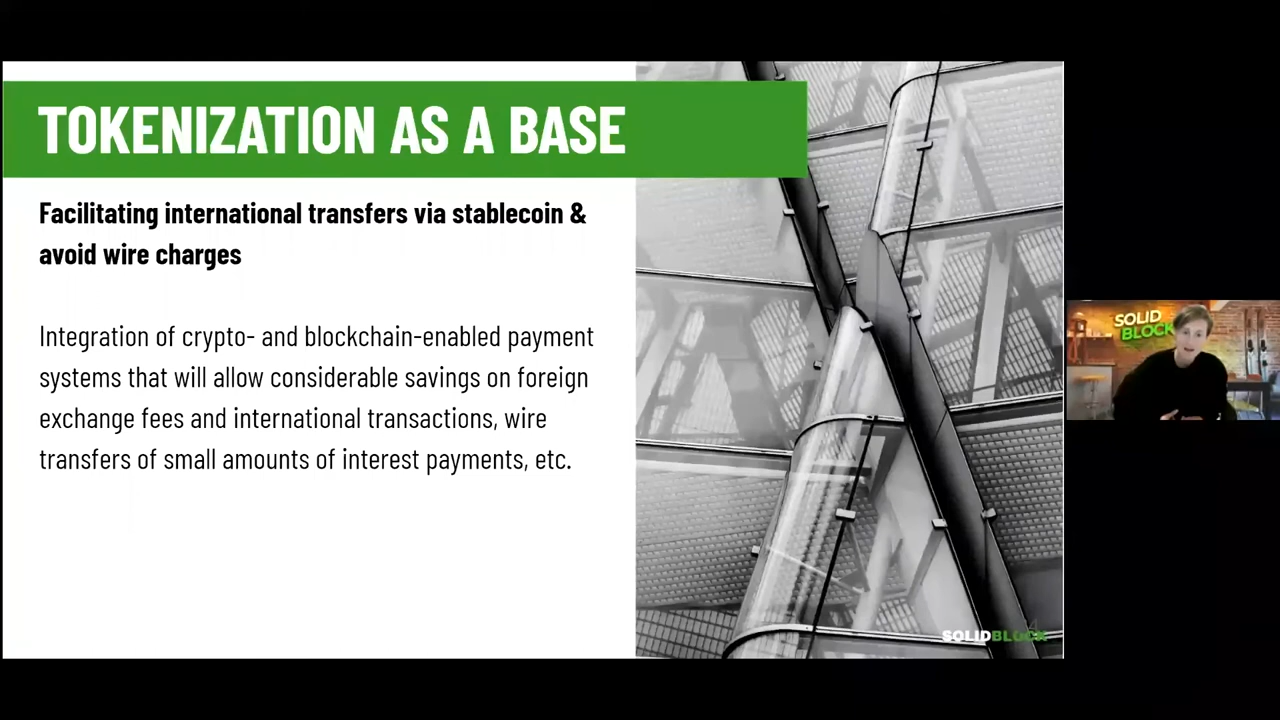 TOKENIZATION AS A BASE
Facilitating international transfers via stablecoin &
avoid wire charges
Integration of crypto- and blockchain-enabled payment
systems that will allow considerable savings on foreign
exchange fees and international transactions, wire
transfers of small amounts of interest payments, etc.
SOLID
BLOCK
SOLIDBLOCK